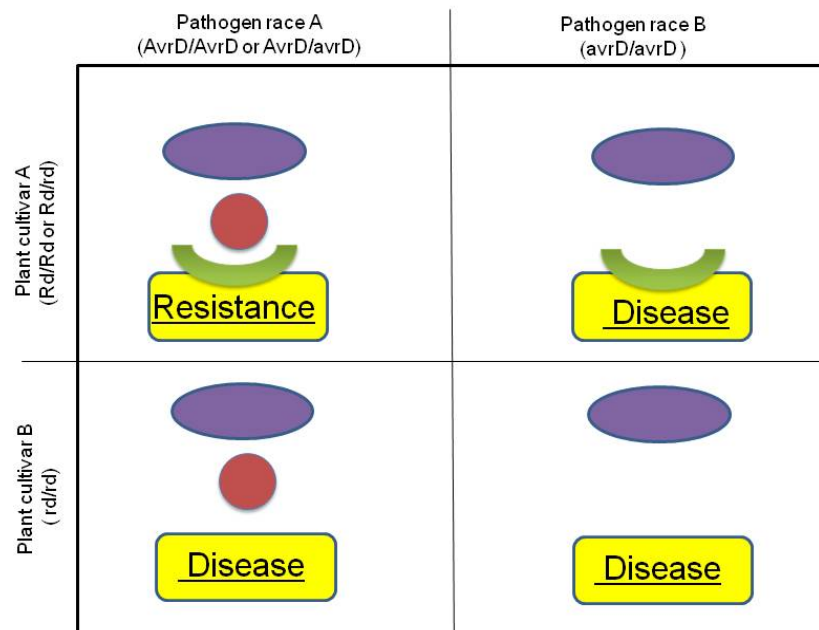 Pathogen race A
(AvrD/AvrD or AvrD/avrD)
Pathogen race B
(avrD/avrD )
Plant cultivar A
(Rd/Rd or Rd/rd)
Resistance
Disease
Plant cultivar B
( rd/rd)
Disease
Disease